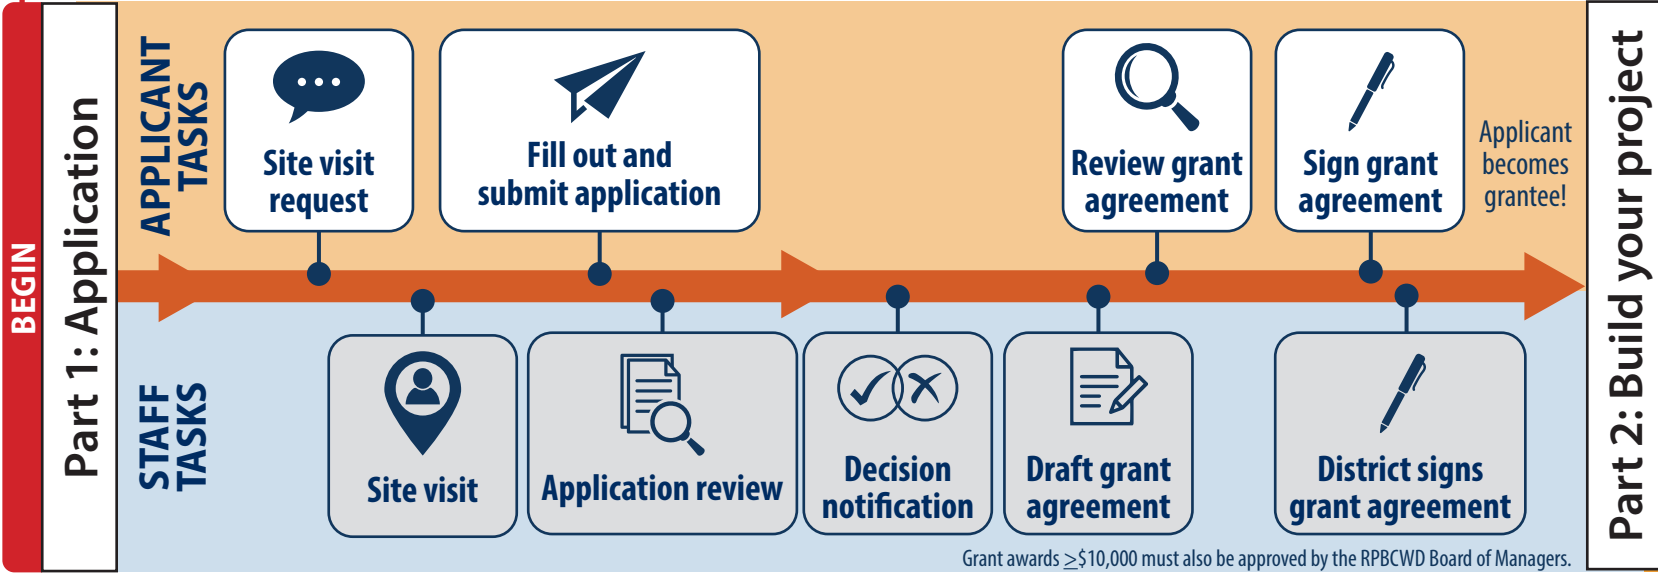 BEGIN
Part 1: Application
APPLICANT
TASKS
Site visit
request
Fill out and
submit application
Review grant
agreement
Sign grant
agreement
Applicant
becomes
grantee!
STAFF
TASKS
Site visit
Application review
Decision
notification
Draft grant
agreement
District signs
grant agreement
Grant awards ≥$10,000 must also be approved by the RPBCWD Board of Managers.
Part 2: Build your project